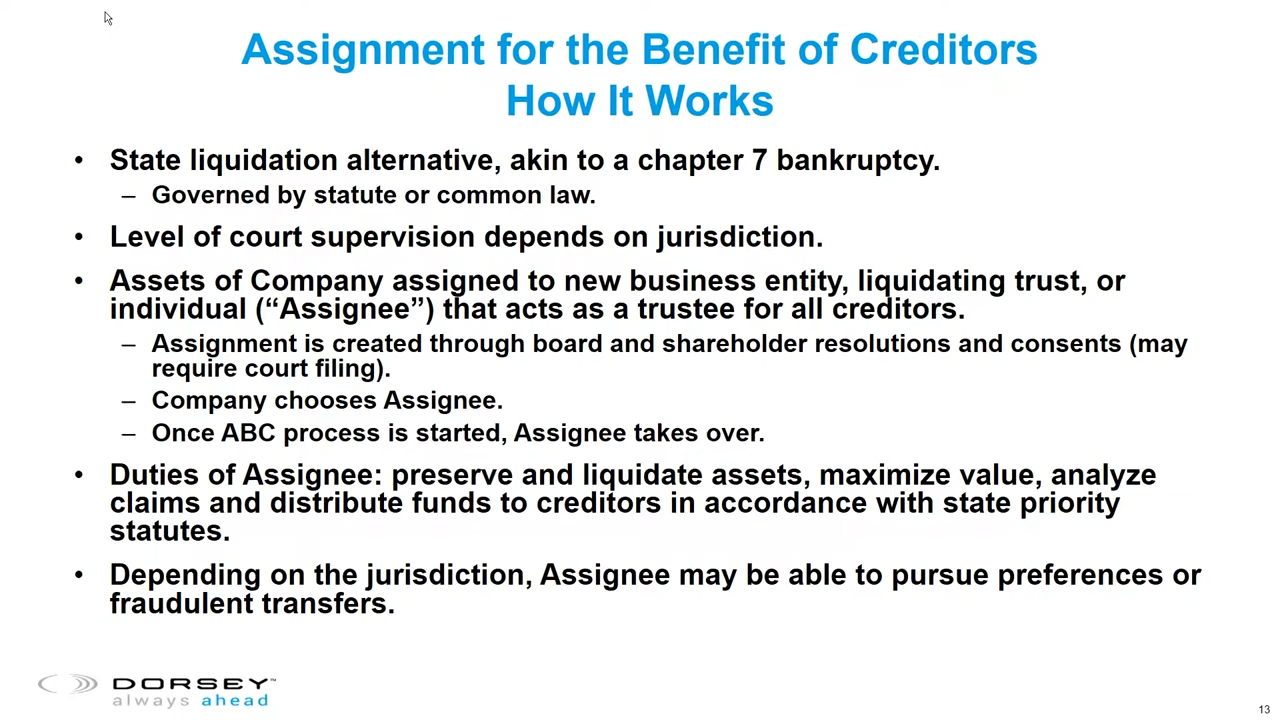 Assignment for the Benefit of Creditors
How It Works
• State liquidation alternative, akin to a chapter 7 bankruptcy.
– Governed by statute or common law.
• Level of court supervision depends on jurisdiction.
• Assets of Company assigned to new business entity, liquidating trust, or
individual (“Assignee”) that acts as a trustee for all creditors.
– Assignment is created through board and shareholder resolutions and consents (may
require court filing).
– Company chooses Assignee.
– Once ABC process is started, Assignee takes over.
• Duties of Assignee: preserve and liquidate assets, maximize value, analyze
claims and distribute funds to creditors in accordance with state priority
statutes.
• Depending on the jurisdiction, Assignee may be able to pursue preferences or
fraudulent transfers.
DORSEY™
always ahead
13